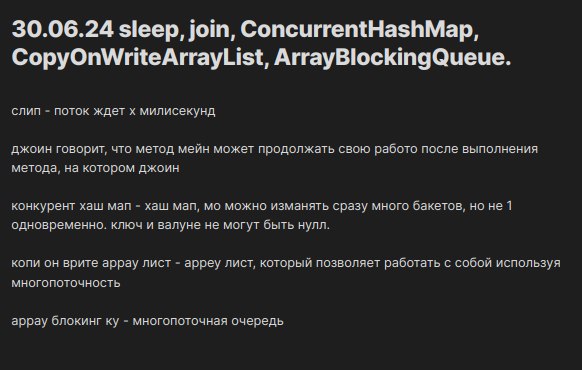 30.06.24 sleep, join, ConcurrentHashMap,
CopyOnWriteArrayList, ArrayBlockingQueue.
слип - поток ждет х милисекунд
джоин говорит, что метод мейн может продолжать свою работо после выполнения
метода, на котором джоин
конкурент хаш мап - хаш мап, мо можно изманять сразу много бакетов, но не 1
одновременно. ключ и валуне не могут быть нулл.
копи он врите аррау лист - арреу лист, который позволяет работать с собой используя
многопоточность
аррау блокинг ку - многопоточная очередь